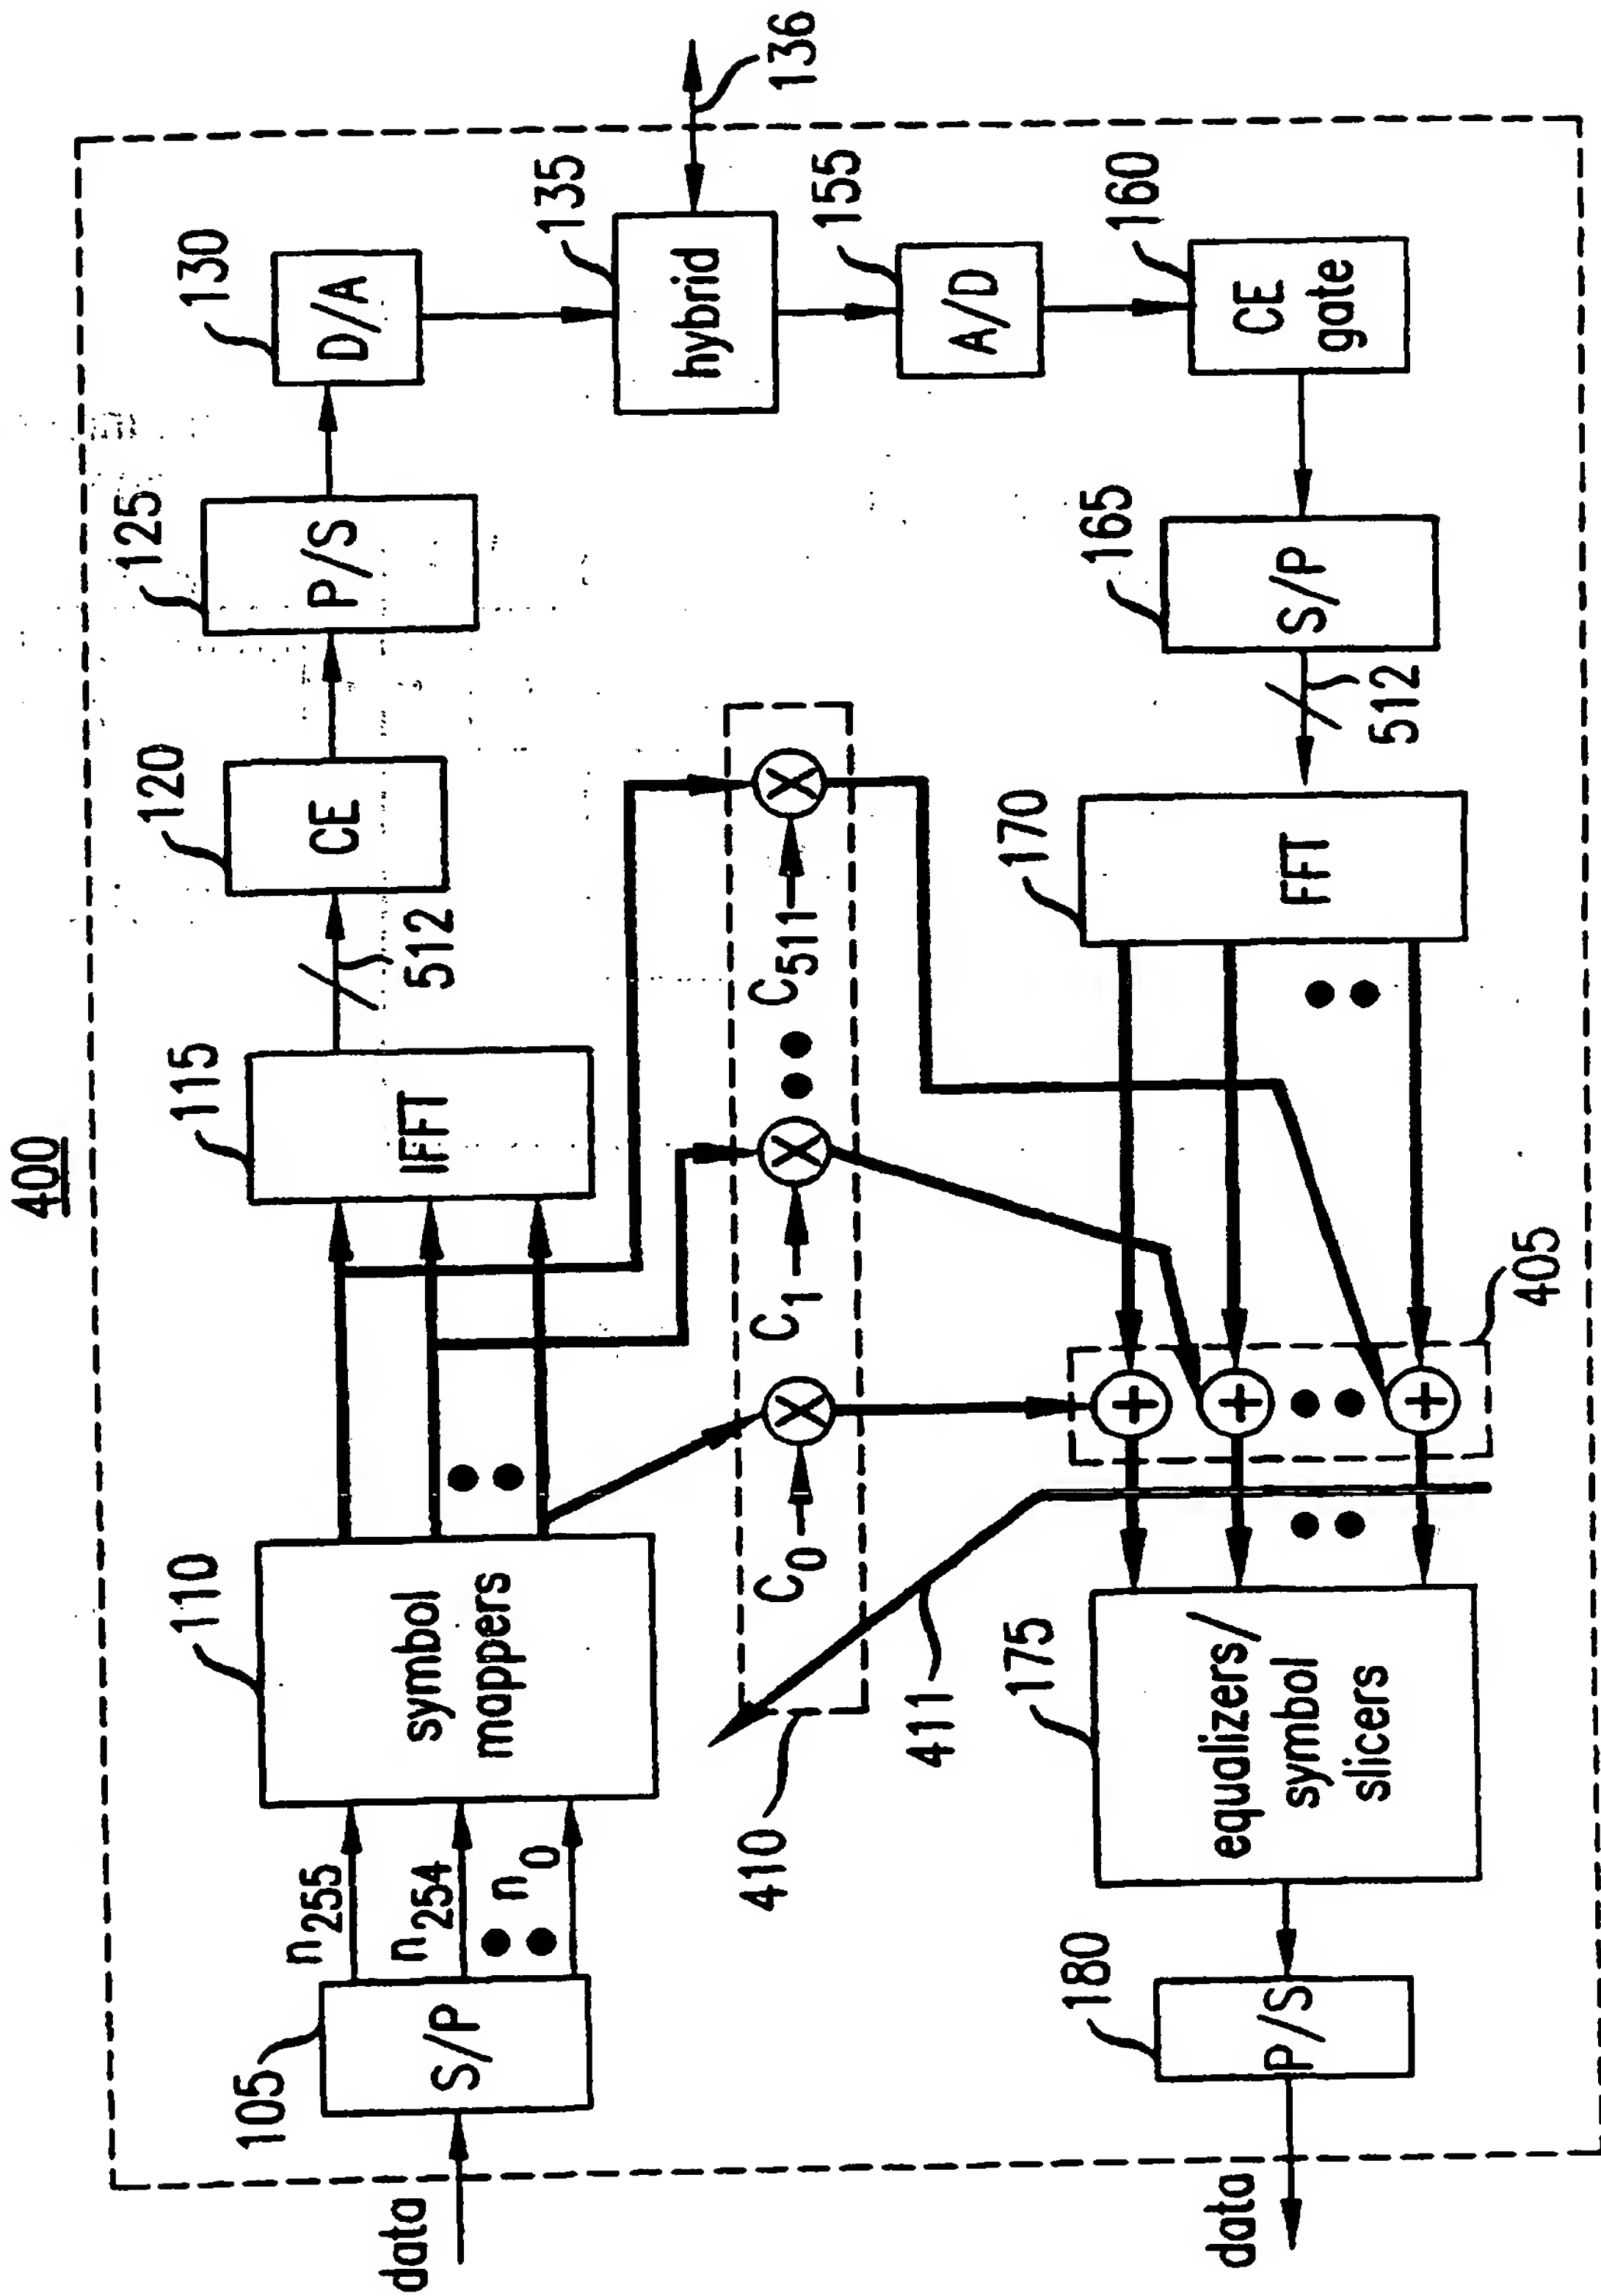 400
data
105
S/P
n255
n254
n0
110
symbol
mappers
115
IFFT
512
120
CE
125
P/S
130
D/A
135
hybrid
136
155
A/D
160
CE
gate
165
S/P
512
170
FFT
C0
C1
C511
410
411
405
175
equalizers/
symbol
slicers
180
P/S
data